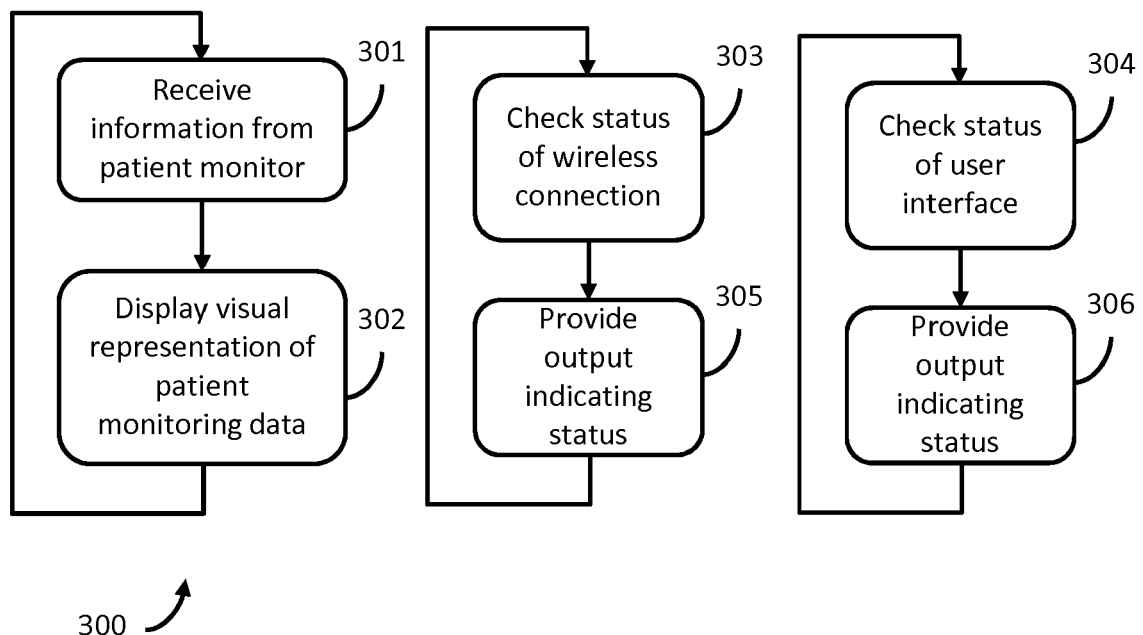 301
Receive
information from
patient monitor
302
Display visual
representation of
patient
monitoring data
303
Check status
of wireless
connection
305
Provide
output
indicating
status
304
Check status
of user
interface
306
Provide
output
indicating
status
300